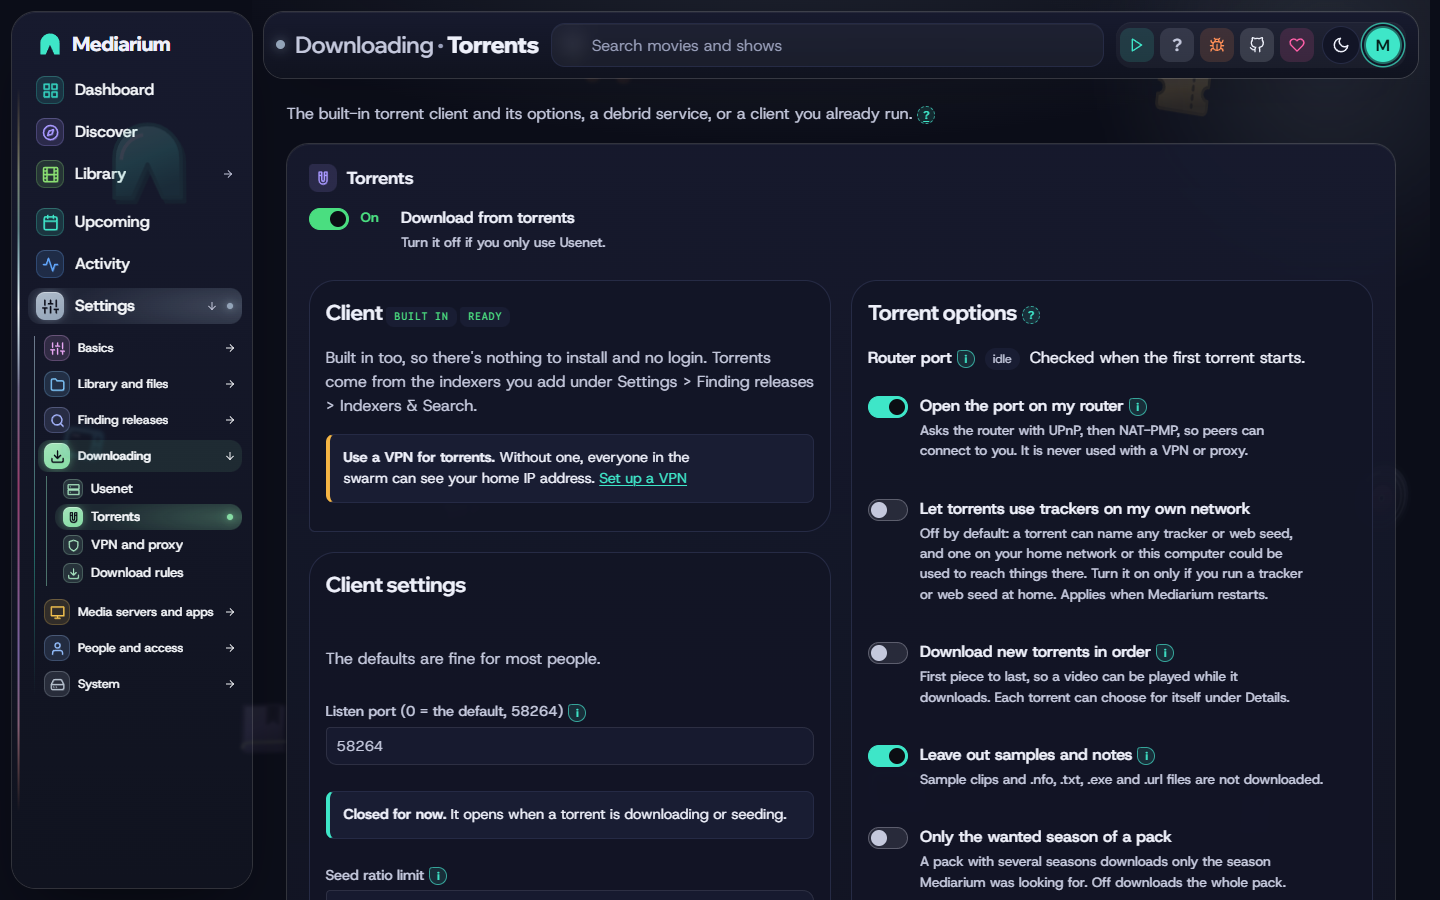 Mediarium
Dashboard
Discover
Library
Upcoming
Activity
Settings
Basics
Library and files
Finding releases
Downloading
Usenet
Torrents
VPN and proxy
Download rules
Media servers and apps
People and access
System
Downloading · Torrents
Search movies and shows
?
M
The built-in torrent client and its options, a debrid service, or a client you already run. ?
Torrents
On
Download from torrents
Turn it off if you only use Usenet.
Client BUILT IN READY
Built in too, so there's nothing to install and no login. Torrents
come from the indexers you add under Settings > Finding releases
> Indexers & Search.
Use a VPN for torrents. Without one, everyone in the
swarm can see your home IP address. Set up a VPN
Client settings
The defaults are fine for most people.
Listen port (0 = the default, 58264) i
58264
Closed for now. It opens when a torrent is downloading or seeding.
Seed ratio limit i
Torrent options ?
Router port i idle Checked when the first torrent starts.
Open the port on my router i
Asks the router with UPnP, then NAT-PMP, so peers can
connect to you. It is never used with a VPN or proxy.
Let torrents use trackers on my own network
Off by default: a torrent can name any tracker or web seed,
and one on your home network or this computer could be
used to reach things there. Turn it on only if you run a tracker
or web seed at home. Applies when Mediarium restarts.
Download new torrents in order i
First piece to last, so a video can be played while it
downloads. Each torrent can choose for itself under Details.
Leave out samples and notes i
Sample clips and .nfo, .txt, .exe and .url files are not downloaded.
Only the wanted season of a pack
A pack with several seasons downloads only the season
Mediarium was looking for. Off downloads the whole pack.